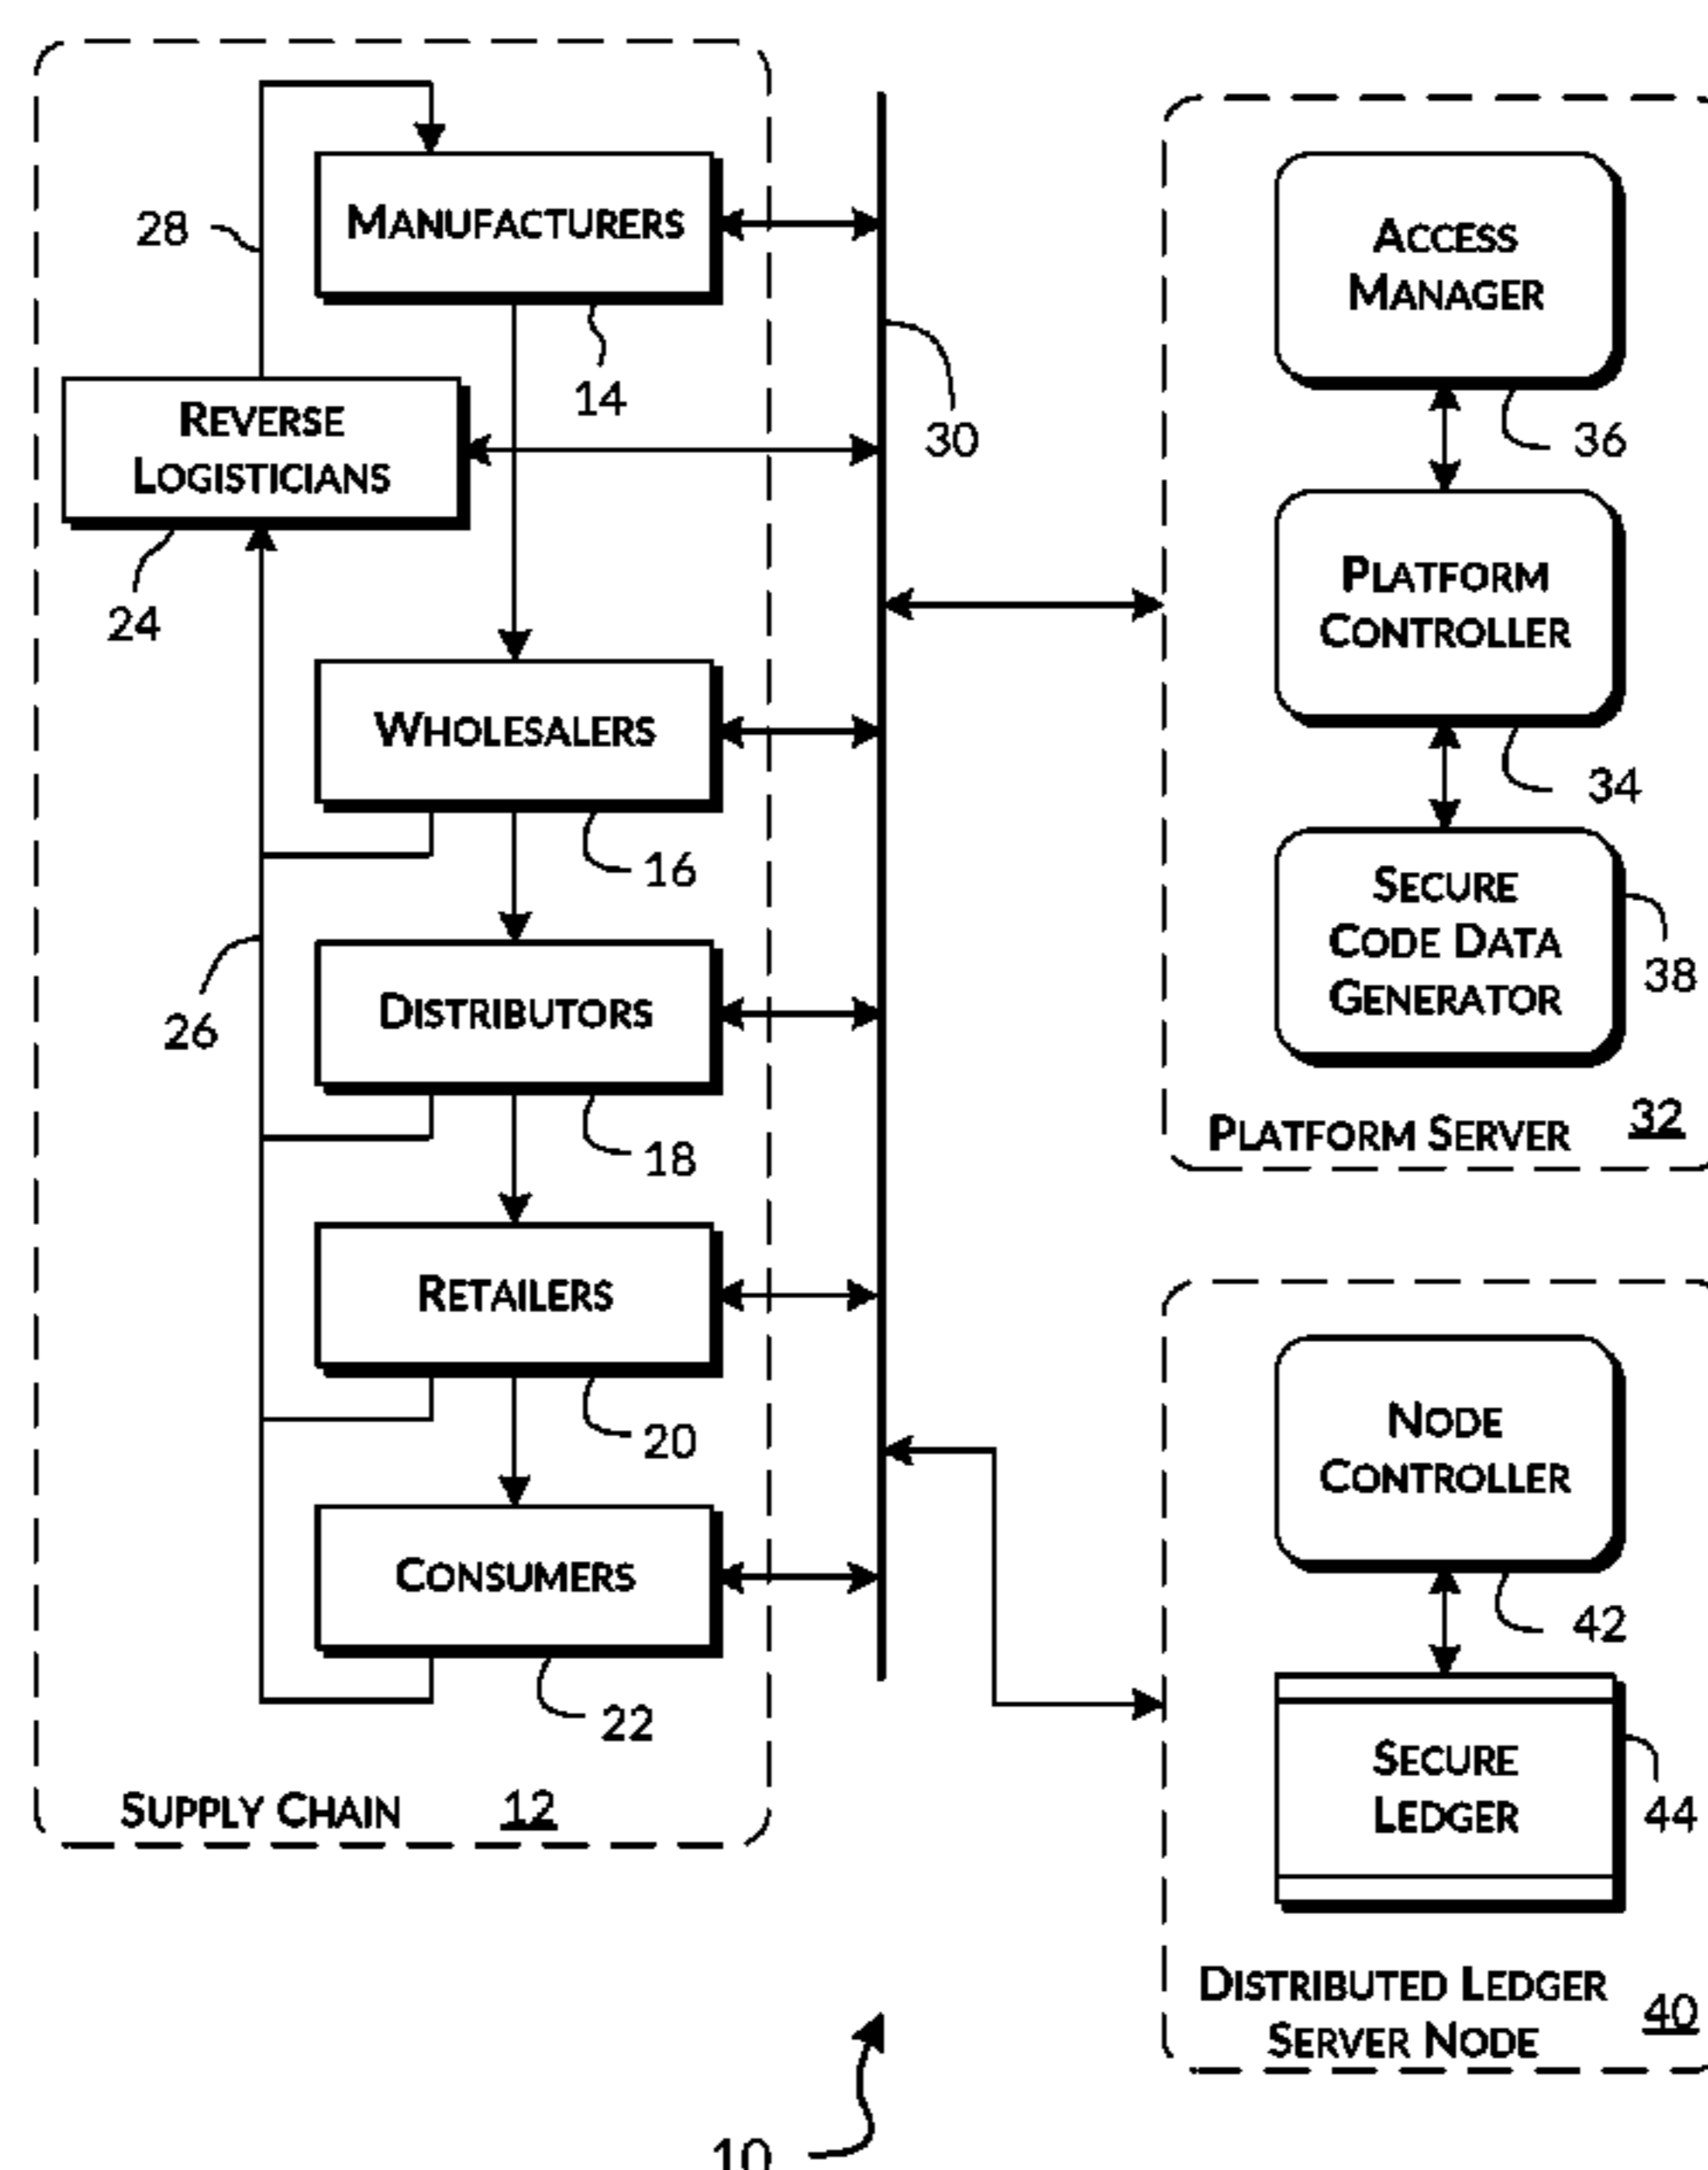 MANUFACTURERS
28
14
REVERSE
LOGISTICIANS
24
30
WHOLESALERS
16
26
DISTRIBUTORS
18
RETAILERS
20
CONSUMERS
22
SUPPLY CHAIN 12
ACCESS
MANAGER
36
PLATFORM
CONTROLLER
34
SECURE
CODE DATA
GENERATOR
38
PLATFORM SERVER 32
NODE
CONTROLLER
42
SECURE
LEDGER
44
DISTRIBUTED LEDGER
SERVER NODE
40
10